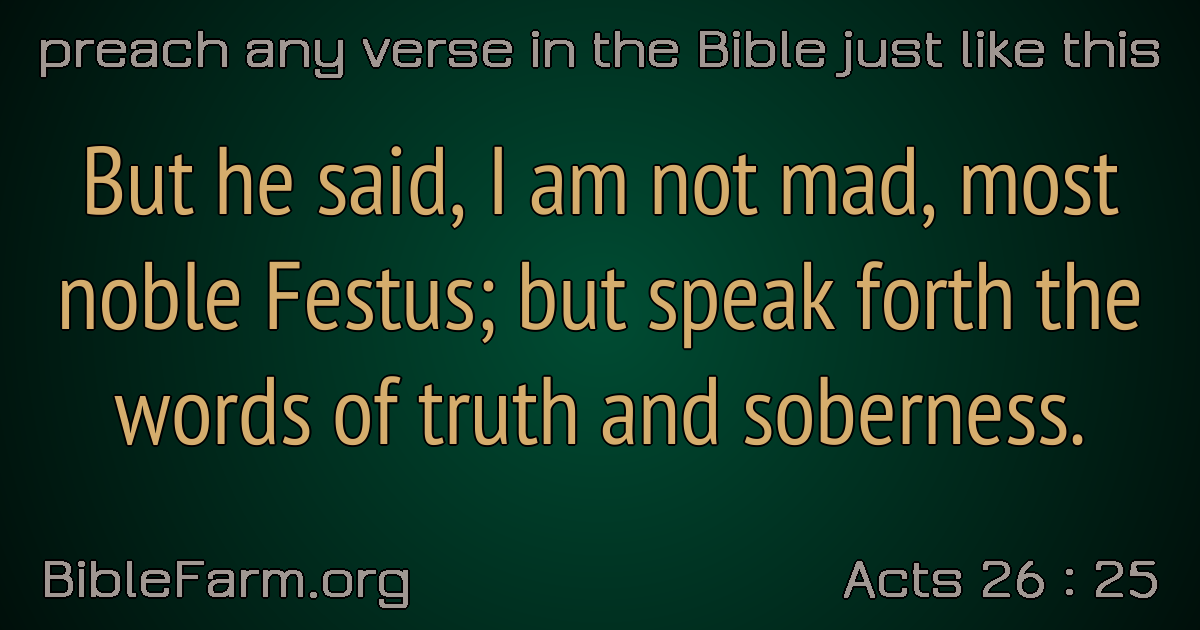 preach any verse in the Bible just like this
But he said, I am not mad, most
noble Festus; but speak forth the
words of truth and soberness.
BibleFarm.org
Acts 26 : 25